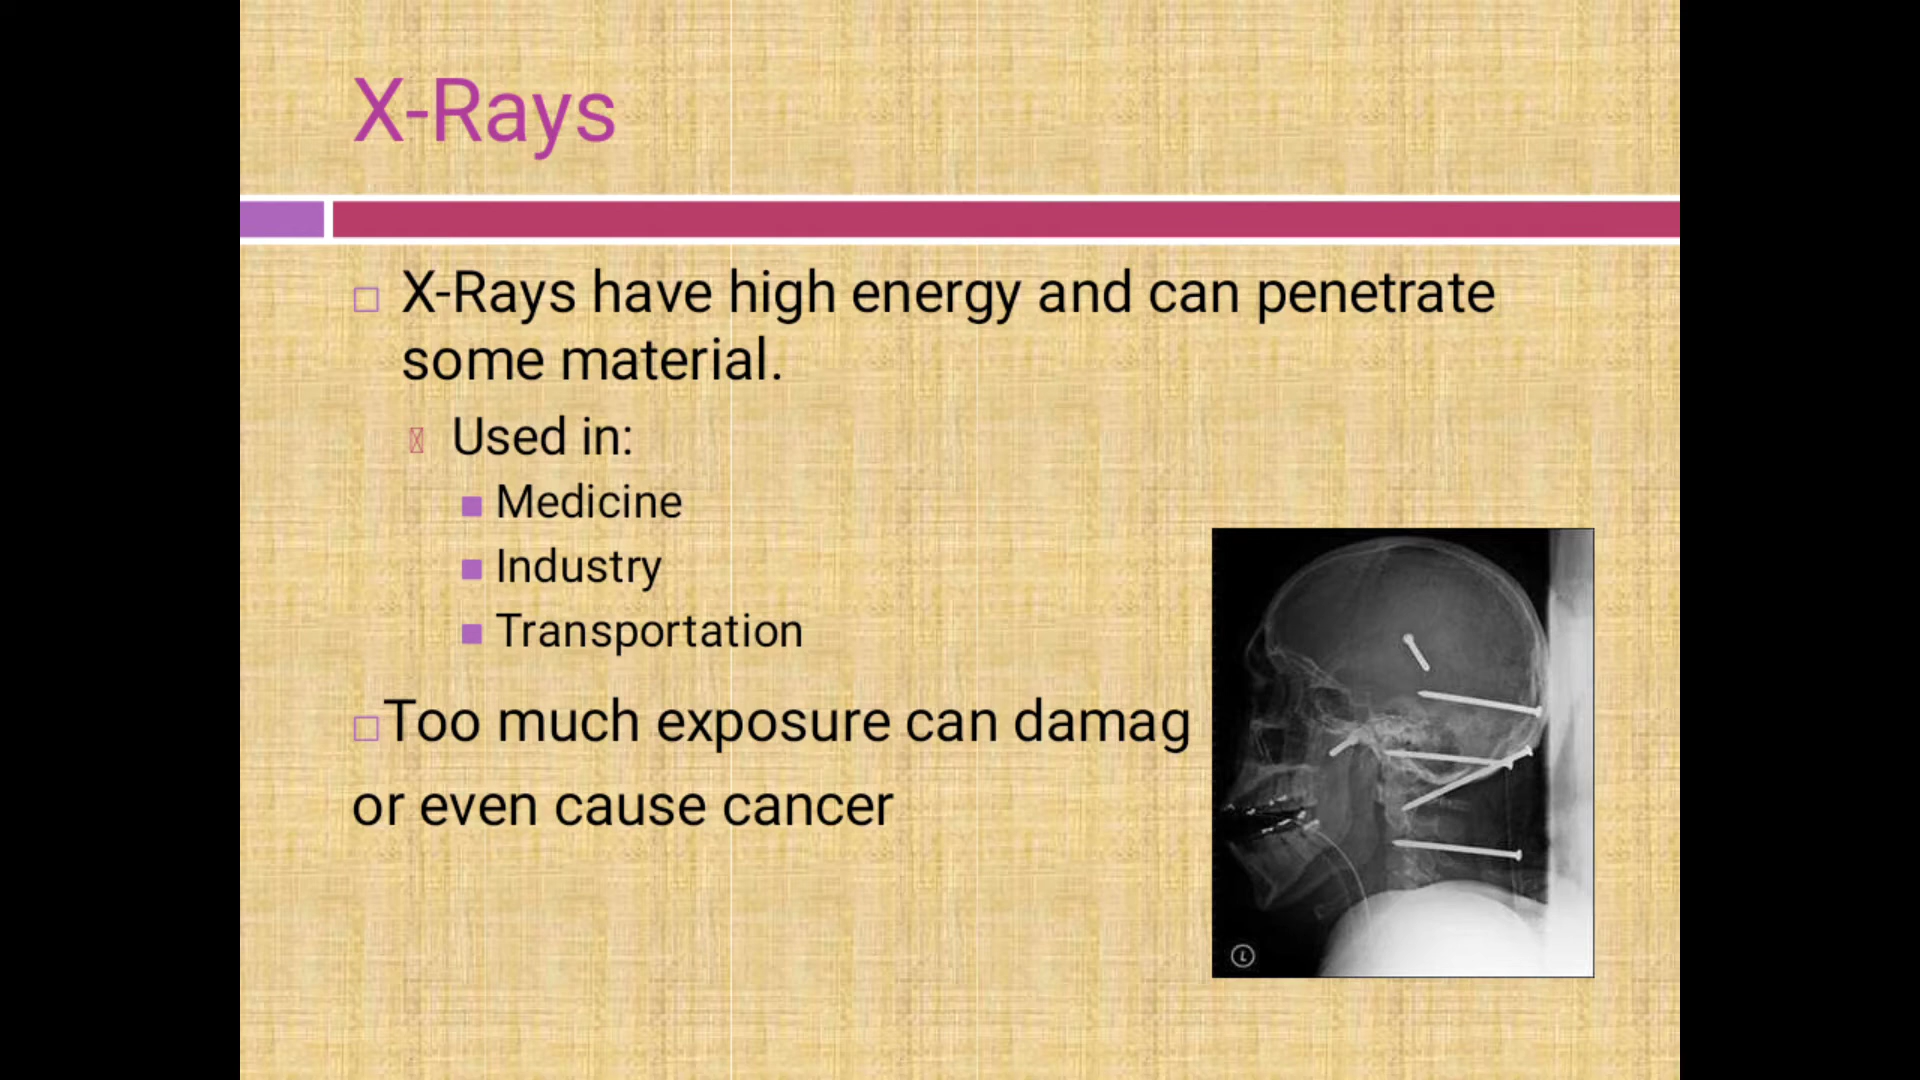 X-Rays
X-Rays have high energy and can penetrate
some material.
Used in:
Medicine
Industry
Transportation
Too much exposure can damag
or even cause cancer
L